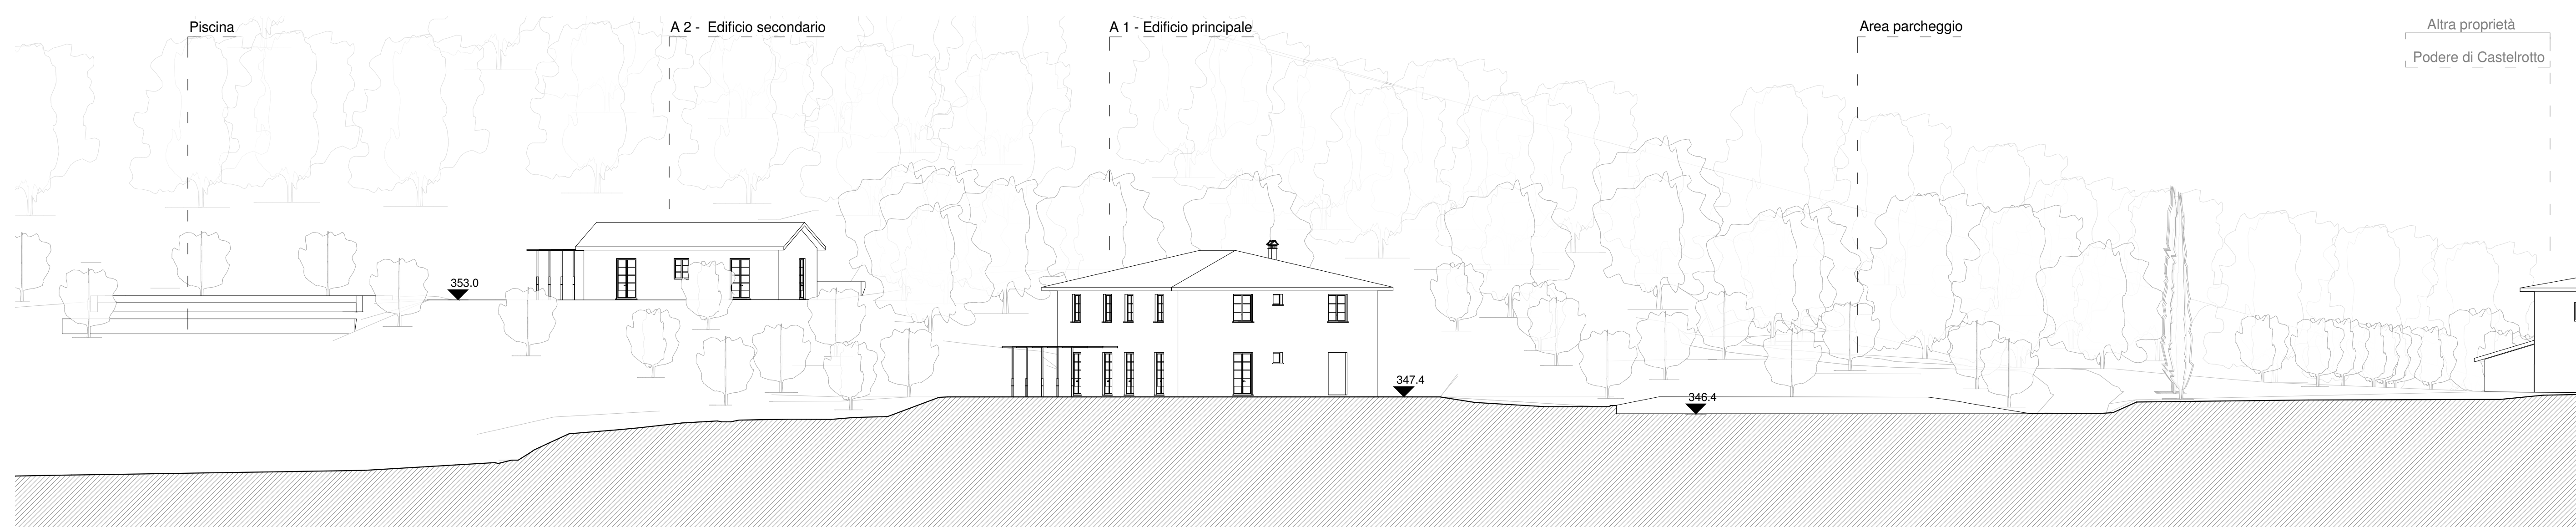 Piscina
A 2 - Edificio secondario
A 1 - Edificio principale
Area parcheggio
Altra proprietà
Podere di Castelrotto
353.0
347.4
346.4